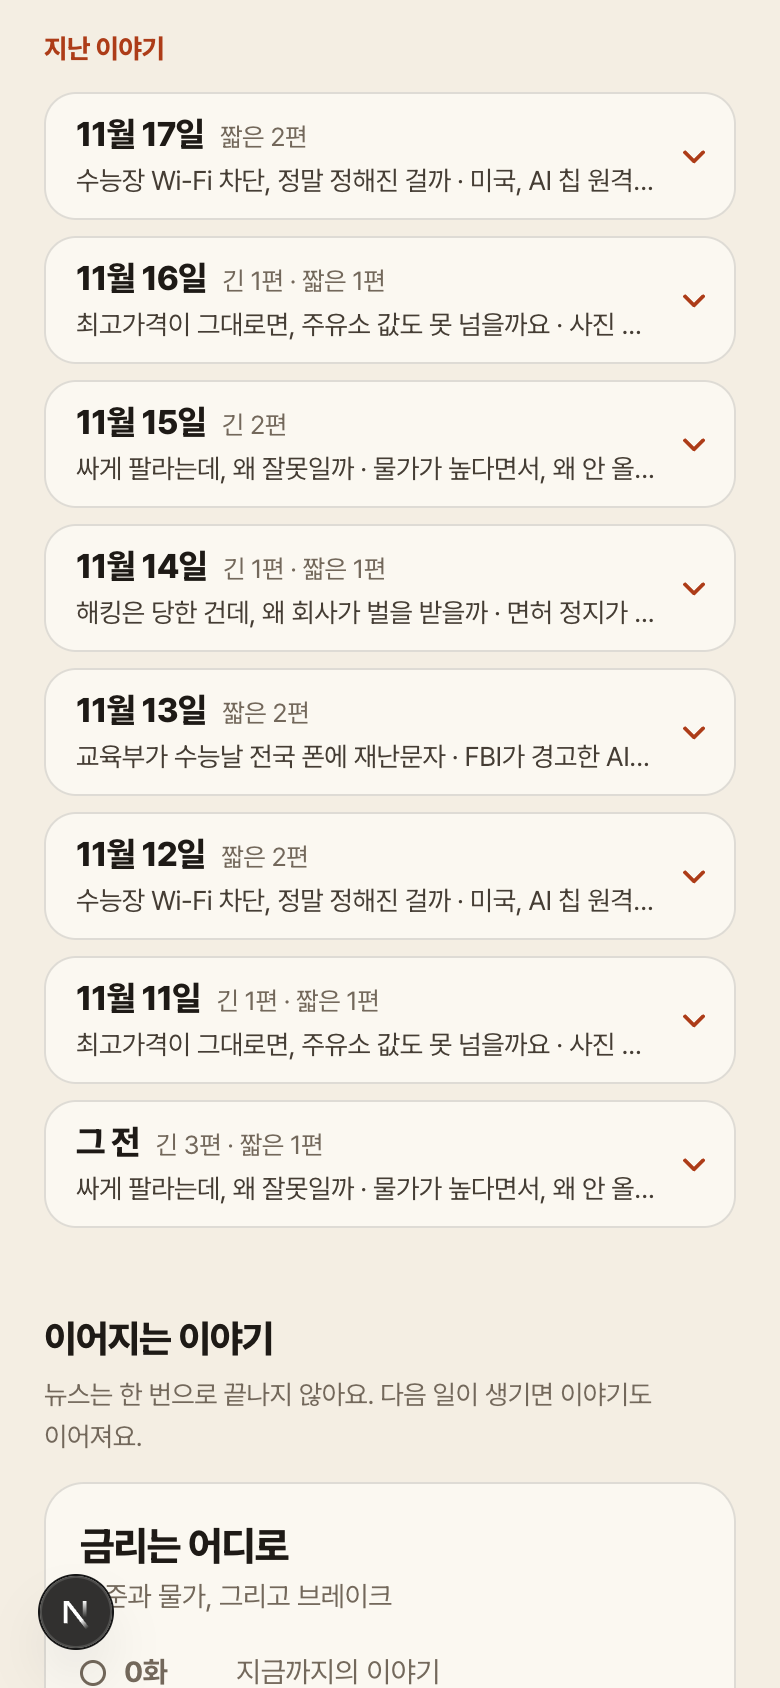 지난 이야기
11월 17일 짧은 2편
수능장 Wi-Fi 차단, 정말 정해진 걸까 · 미국, AI 칩 원격...
11월 16일 긴 1편 · 짧은 1편
최고가격이 그대로면, 주유소 값도 못 넘을까요 · 사진 ...
11월 15일 긴 2편
싸게 팔라는데, 왜 잘못일까 · 물가가 높다면서, 왜 안 올...
11월 14일 긴 1편 · 짧은 1편
해킹은 당한 건데, 왜 회사가 벌을 받을까 · 면허 정지가 ...
11월 13일 짧은 2편
교육부가 수능날 전국 폰에 재난문자 · FBI가 경고한 AI...
11월 12일 짧은 2편
수능장 Wi-Fi 차단, 정말 정해진 걸까 · 미국, AI 칩 원격...
11월 11일 긴 1편 · 짧은 1편
최고가격이 그대로면, 주유소 값도 못 넘을까요 · 사진 ...
그 전 긴 3편 · 짧은 1편
싸게 팔라는데, 왜 잘못일까 · 물가가 높다면서, 왜 안 올...
이어지는 이야기
뉴스는 한 번으로 끝나지 않아요. 다음 일이 생기면 이야기도
이어져요.
금리는 어디로
물가, 그리고 브레이크
N
0화 지금까지의 이야기